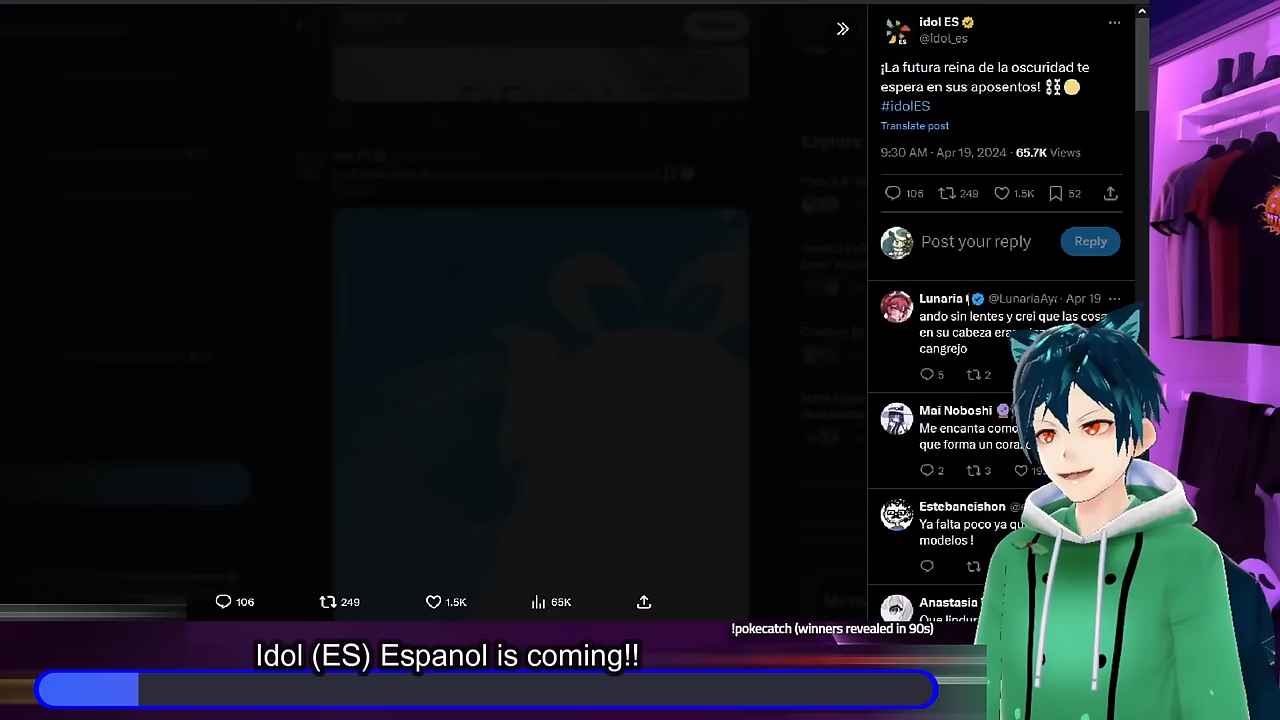 idol ES
@idol_es
¡La futura reina de la oscuridad te
espera en sus aposentos! ⛓️🌕
#idolES
Translate post
9:30 AM · Apr 19, 2024 · 65.7K Views
106 249 1.5K 52
Post your reply
Reply
Lunaria @LunariaAy · Apr 19
ando sin lentes y crei que las cosa
en su cabeza
cangrejo
5 2
Mai Noboshi
Me encanta como
que forma un
2 3
Estebaneishon
Ya falta poco ya
modelos !
Anastasia
106 249 1.5K 65K
!pokecatch (winners revealed in 90s)
Idol (ES) Espanol is coming!!